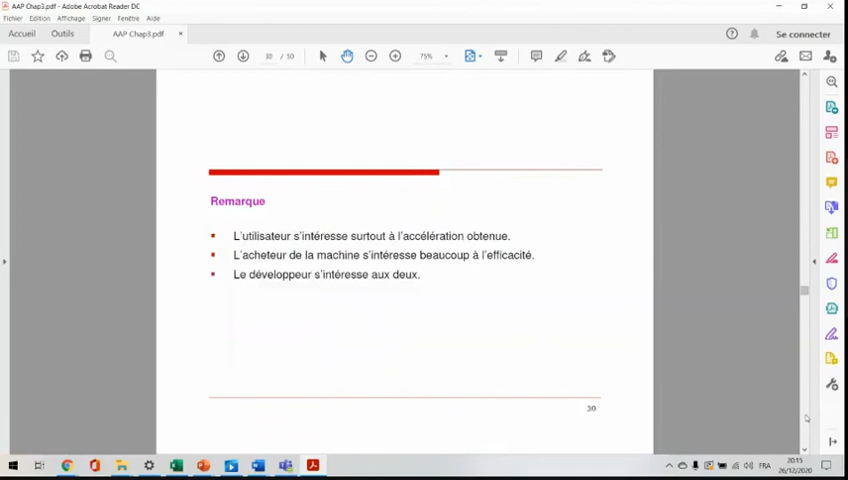 AAP Chap3.pdf - Adobe Acrobat Reader DC
Fichier Edition Affichage Signer Fenêtre Aide
Accueil Outils AAP Chap3.pdf × Se connecter
75%
Remarque
L'utilisateur s'intéresse surtout à l'accélération obtenue.
L'acheteur de la machine s'intéresse beaucoup à l'efficacité.
Le développeur s'intéresse aux deux.
30
FRA
20:15
26/12/2020